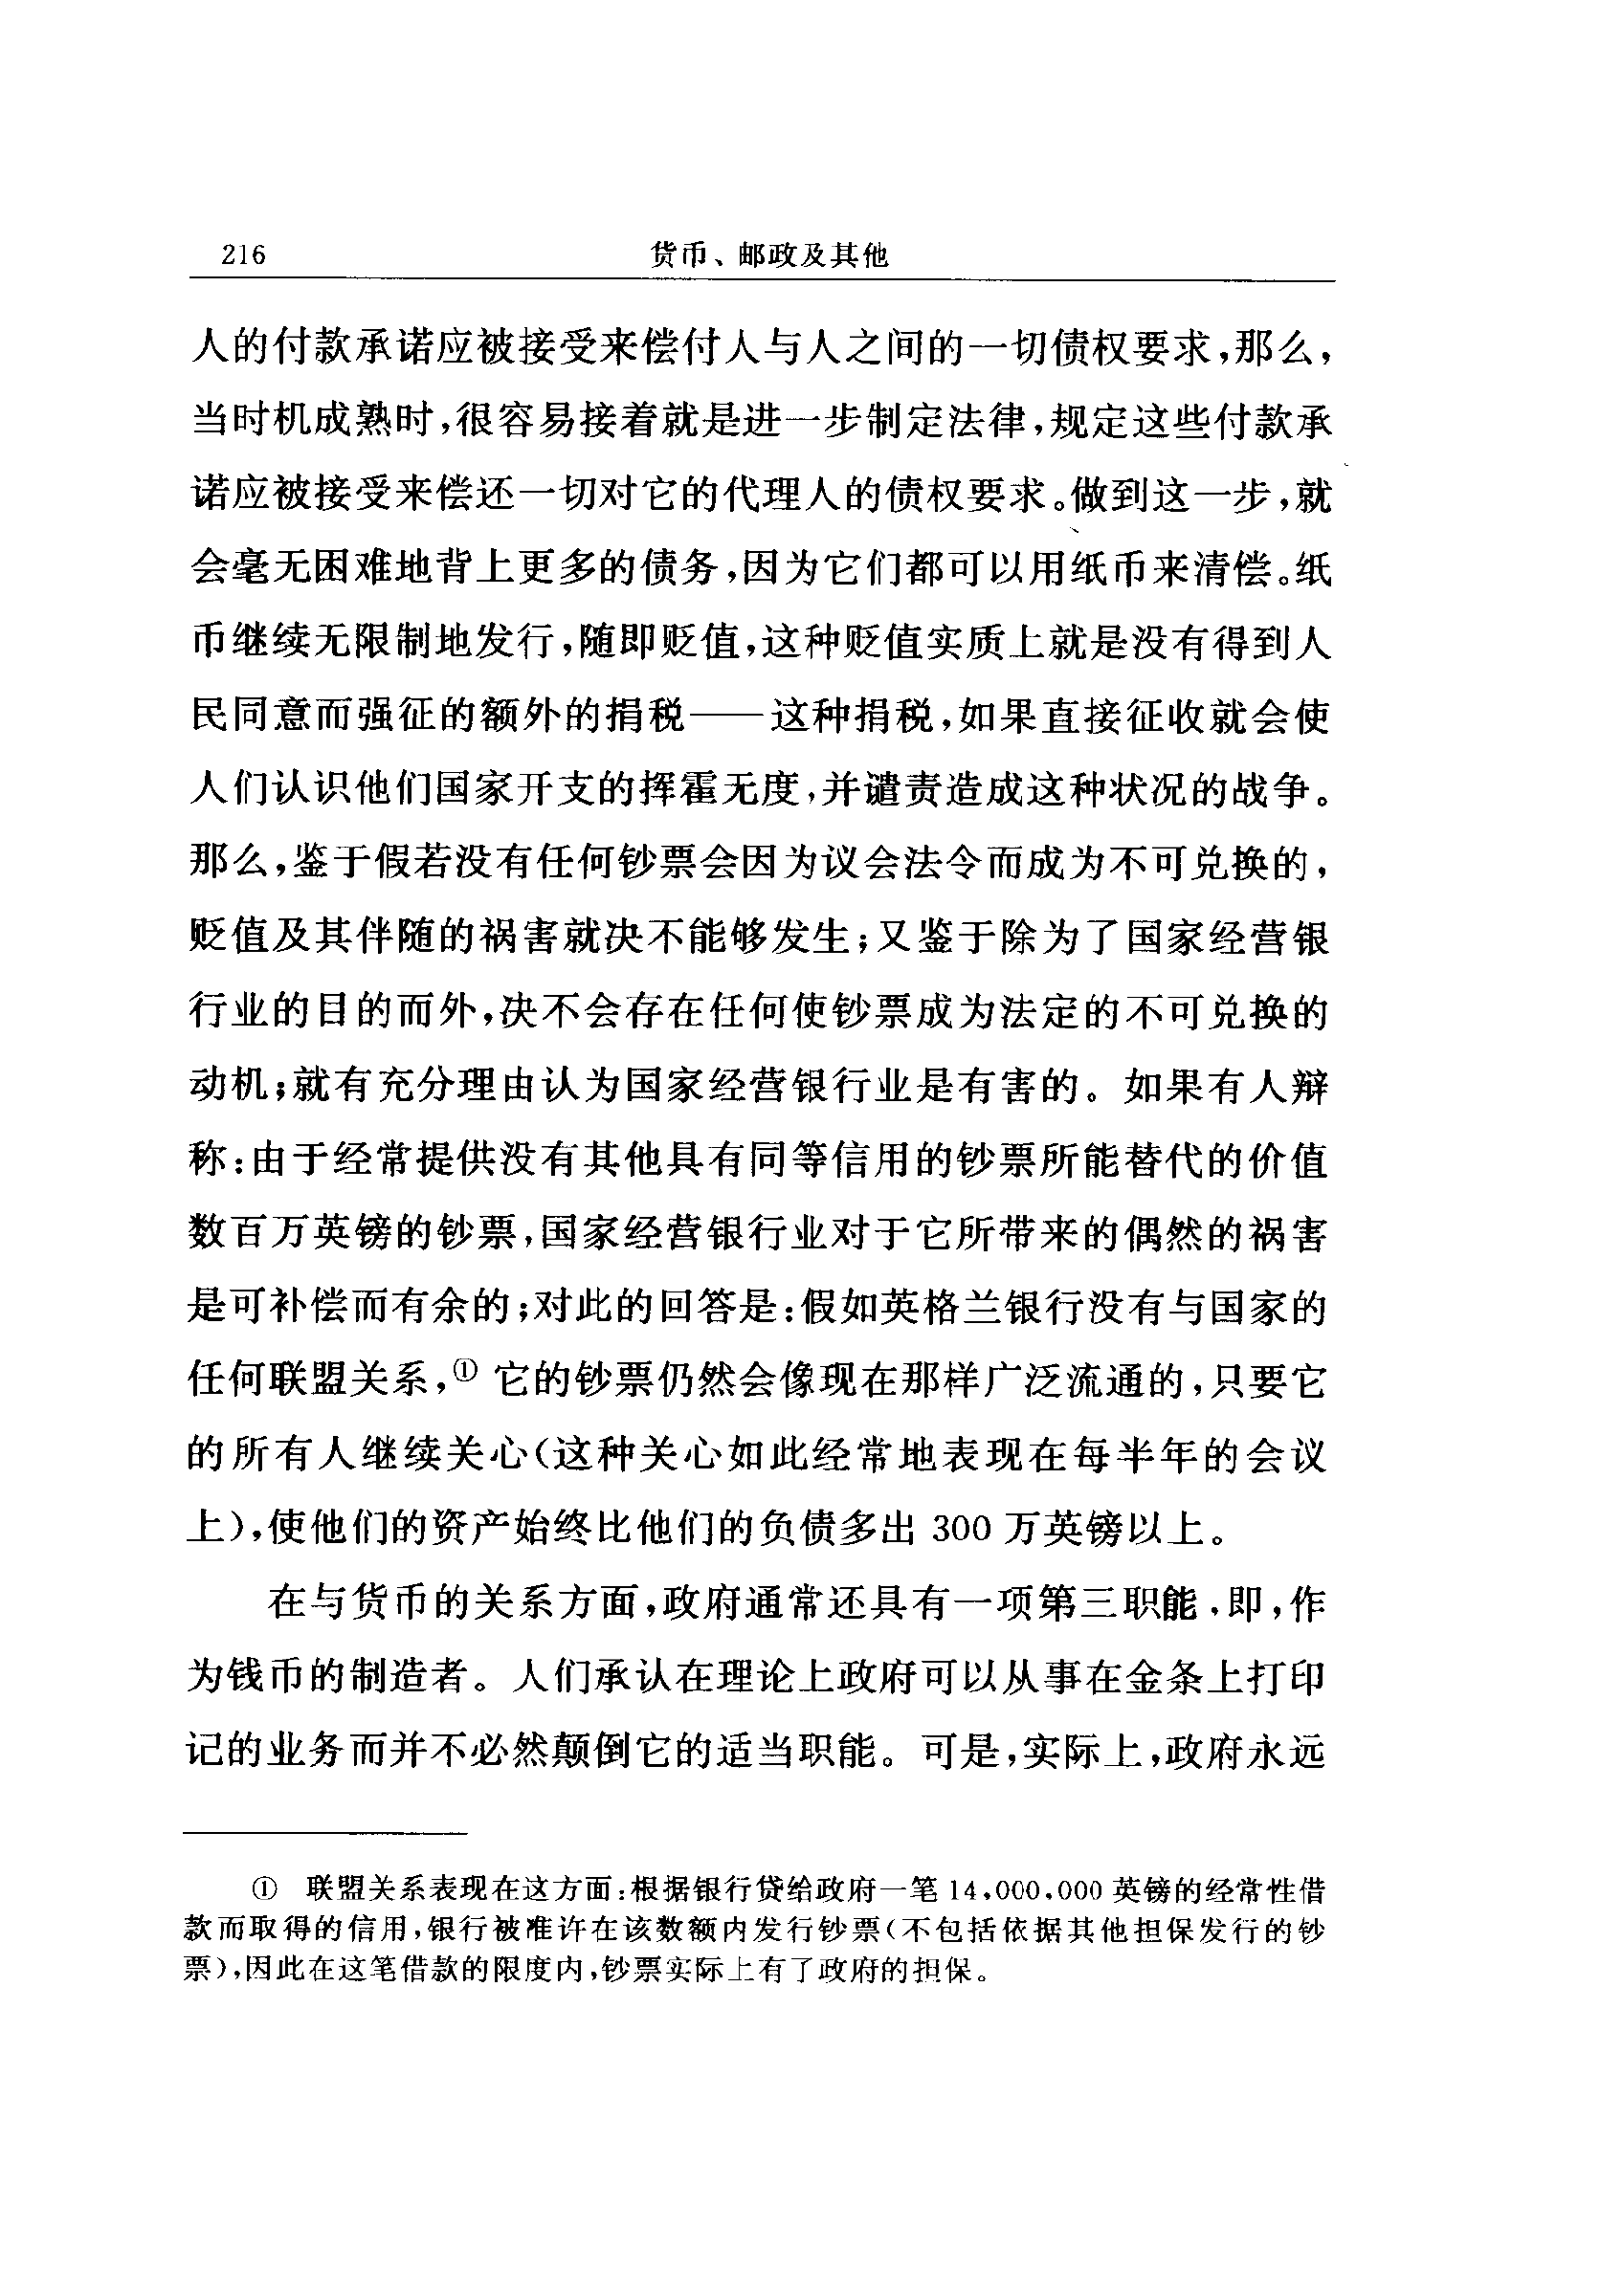 216 货币、邮政及其他
人的付款承诺应被接受来偿付人与人之间的一切债权要求,那么,
当时机成熟时,很容易接着就是进一步制定法律,规定这些付款承
诺应被接受来偿还一切对它的代理人的债权要求。做到这一步,就
会毫无困难地背上更多的债务,因为它们都可以用纸币来清偿。纸
币继续无限制地发行,随即贬值,这种贬值实质上就是没有得到人
民同意而强征的额外的捐税——这种捐税,如果直接征收就会使
人们认识他们国家开支的挥霍无度,并谴责造成这种状况的战争。
那么,鉴于假若没有任何钞票会因为议会法令而成为不可兑换的,
贬值及其伴随的祸害就决不能够发生;又鉴于除为了国家经营银
行业的目的而外,决不会存在任何使钞票成为法定的不可兑换的
动机;就有充分理由认为国家经营银行业是有害的。如果有人辩
称:由于经常提供没有其他具有同等信用的钞票所能替代的价值
数百万英镑的钞票,国家经营银行业对于它所带来的偶然的祸害
是可补偿而有余的;对此的回答是:假如英格兰银行没有与国家的
任何联盟关系,① 它的钞票仍然会像现在那样广泛流通的,只要它
的所有人继续关心(这种关心如此经常地表现在每半年的会议
上),使他们的资产始终比他们的负债多出 300 万英镑以上。
在与货币的关系方面,政府通常还具有一项第三职能,即,作
为钱币的制造者。人们承认在理论上政府可以从事在金条上打印
记的业务而并不必然颠倒它的适当职能。可是,实际上,政府永远
① 联盟关系表现在这方面:根据银行贷给政府一笔 14,000,000 英镑的经常性借
款而取得的信用,银行被准许在该数额内发行钞票(不包括依据其他担保发行的钞
票),因此在这笔借款的限度内,钞票实际上有了政府的担保。